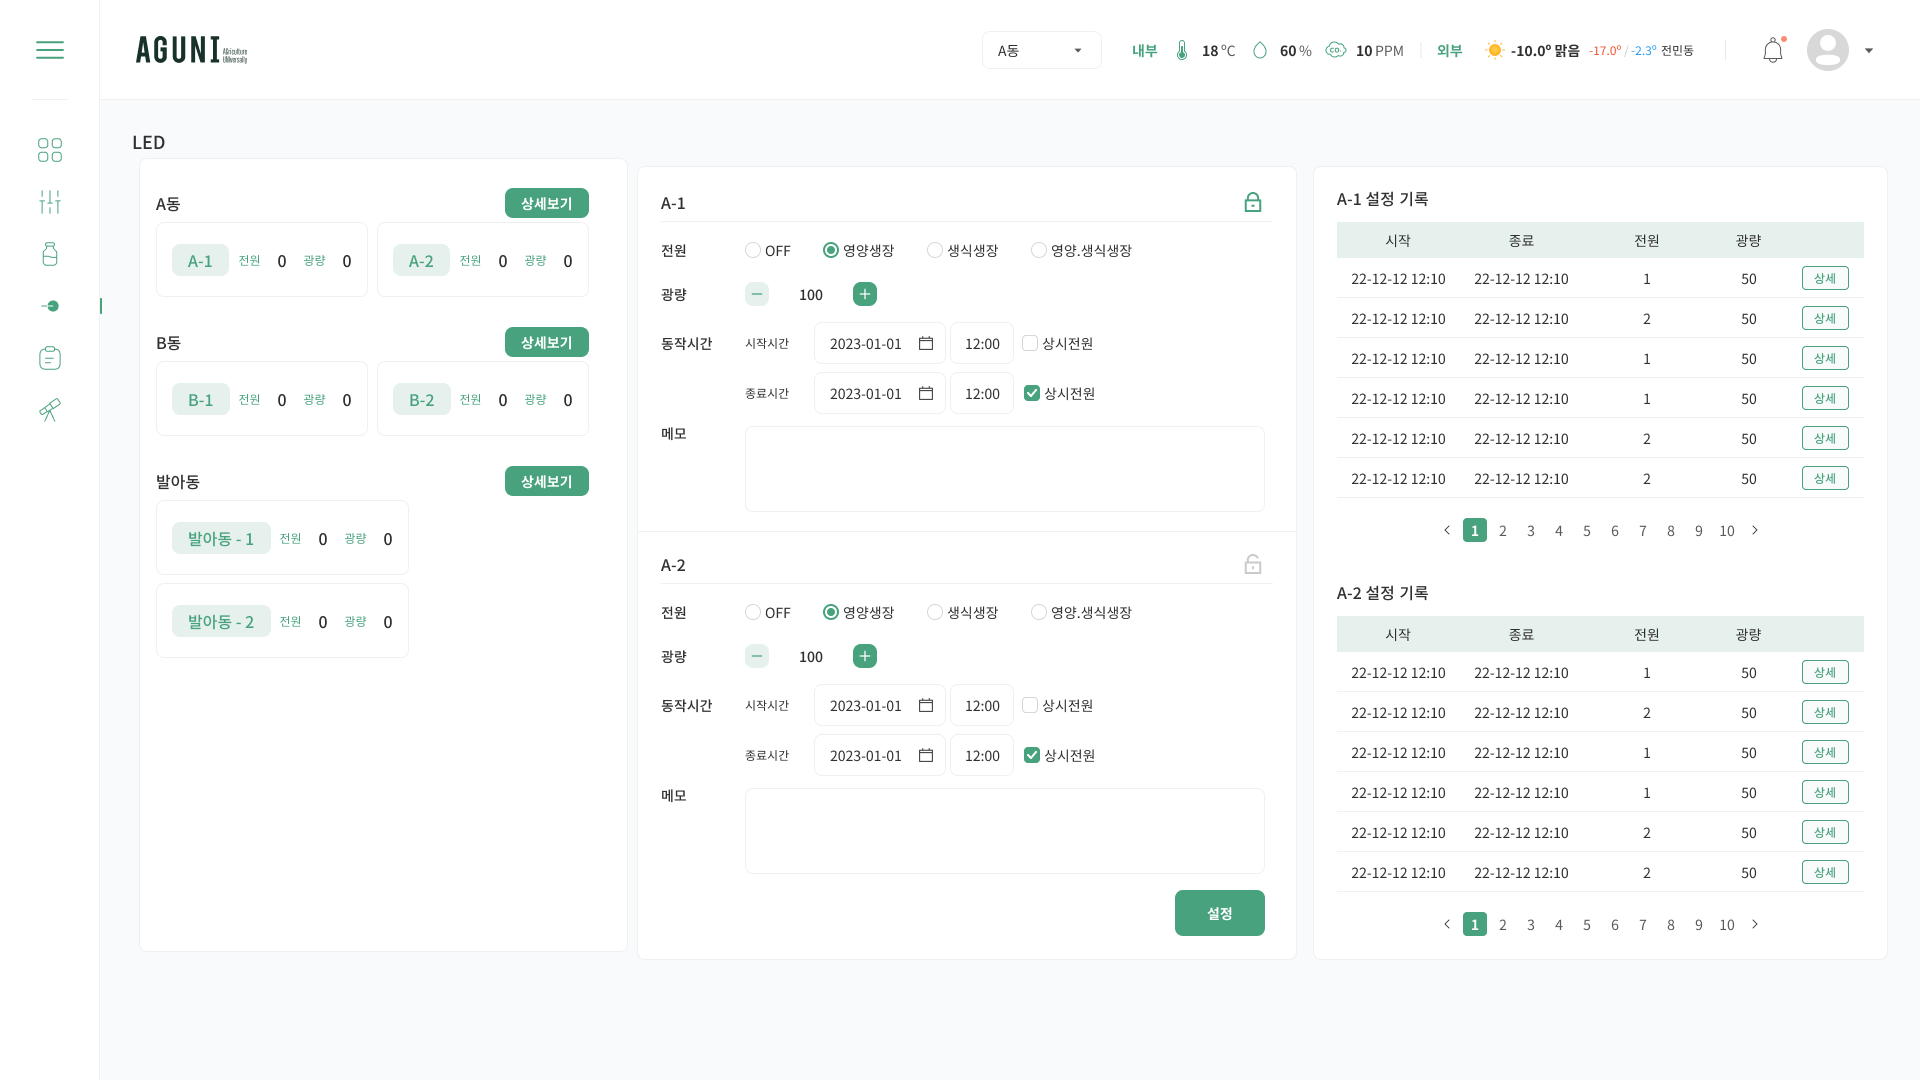 AGUNI AGriculture UNiversally
A동
내부 18 ℃ 60 % 10 PPM 외부 -10.0º 맑음 -17.0º / -2.3º 전민동
LED
A동 상세보기
A-1 전원 0 광량 0
A-2 전원 0 광량 0
B동 상세보기
B-1 전원 0 광량 0
B-2 전원 0 광량 0
발아동 상세보기
발아동 - 1 전원 0 광량 0
발아동 - 2 전원 0 광량 0
A-1
전원 OFF 영양생장 생식생장 영양.생식생장
광량 100
동작시간 시작시간 2023-01-01 12:00 상시전원
종료시간 2023-01-01 12:00 상시전원
메모
A-2
전원 OFF 영양생장 생식생장 영양.생식생장
광량 100
동작시간 시작시간 2023-01-01 12:00 상시전원
종료시간 2023-01-01 12:00 상시전원
메모
설정
A-1 설정 기록
시작 종료 전원 광량
22-12-12 12:10 22-12-12 12:10 1 50 상세
22-12-12 12:10 22-12-12 12:10 2 50 상세
22-12-12 12:10 22-12-12 12:10 1 50 상세
22-12-12 12:10 22-12-12 12:10 1 50 상세
22-12-12 12:10 22-12-12 12:10 2 50 상세
22-12-12 12:10 22-12-12 12:10 2 50 상세
1 2 3 4 5 6 7 8 9 10
A-2 설정 기록
시작 종료 전원 광량
22-12-12 12:10 22-12-12 12:10 1 50 상세
22-12-12 12:10 22-12-12 12:10 2 50 상세
22-12-12 12:10 22-12-12 12:10 1 50 상세
22-12-12 12:10 22-12-12 12:10 1 50 상세
22-12-12 12:10 22-12-12 12:10 2 50 상세
22-12-12 12:10 22-12-12 12:10 2 50 상세
1 2 3 4 5 6 7 8 9 10